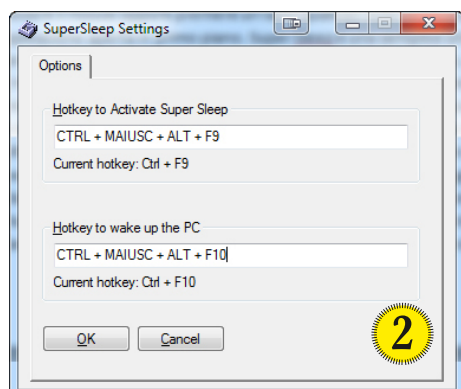 SuperSleep Settings
Options
Hotkey to Activate Super Sleep
CTRL + MAIUSC + ALT + F9
Current hotkey: Ctrl + F9
Hotkey to wake up the PC
CTRL + MAIUSC + ALT + F10
Current hotkey: Ctrl + F10
OK
Cancel
2